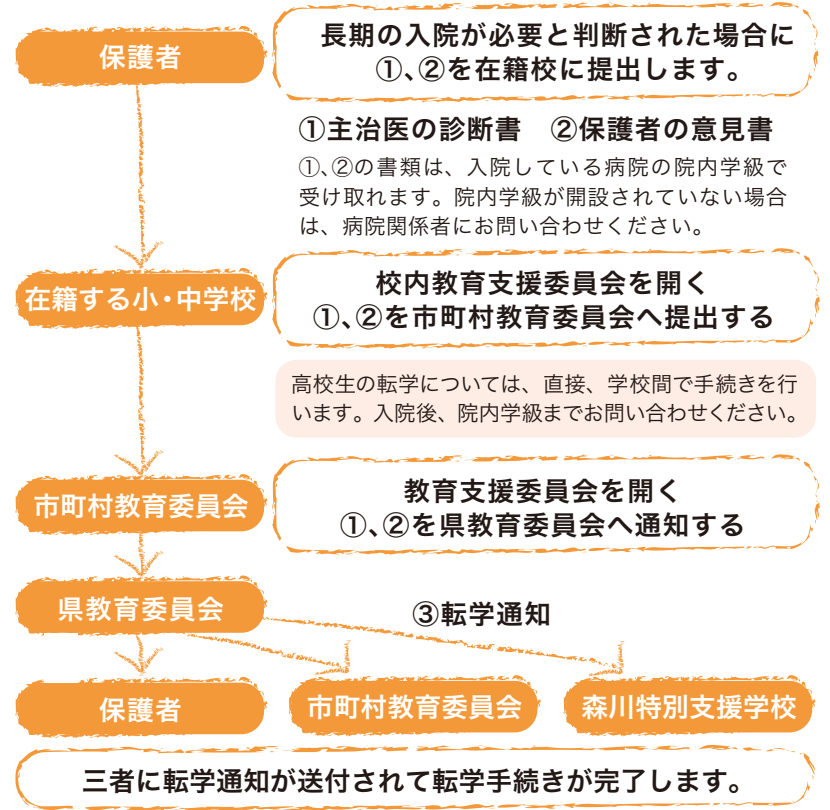 保護者
長期の入院が必要と判断された場合に
①、②を在籍校に提出します。
①主治医の診断書　②保護者の意見書
①、②の書類は、入院している病院の院内学級で
受け取れます。院内学級が開設されていない場合
は、病院関係者にお問い合わせください。
在籍する小・中学校
校内教育支援委員会を開く
①、②を市町村教育委員会へ提出する
高校生の転学については、直接、学校間で手続きを行
います。入院後、院内学級までお問い合わせください。
市町村教育委員会
教育支援委員会を開く
①、②を県教育委員会へ通知する
県教育委員会
③転学通知
保護者
市町村教育委員会
森川特別支援学校
三者に転学通知が送付されて転学手続きが完了します。